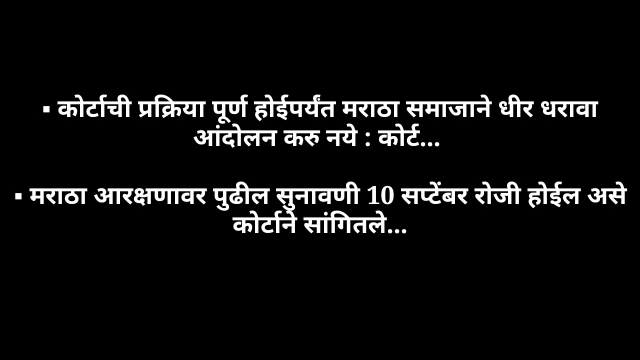 ▪ कोर्टाची प्रक्रिया पूर्ण होईपर्यंत मराठा समाजाने धीर धरावा
आंदोलन करु नये : कोर्ट...
▪ मराठा आरक्षणावर पुढील सुनावणी 10 सप्टेंबर रोजी होईल असे
कोर्टाने सांगितले...